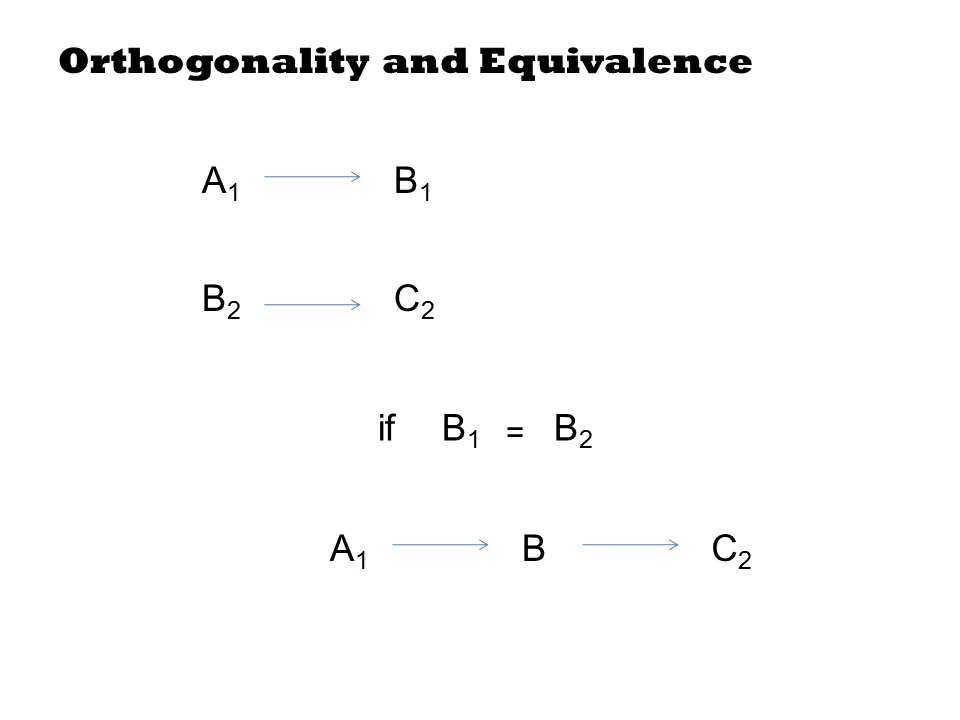 Orthogonality and Equivalence
A1 B1
B2 C2
if B1 = B2
A1 B C2